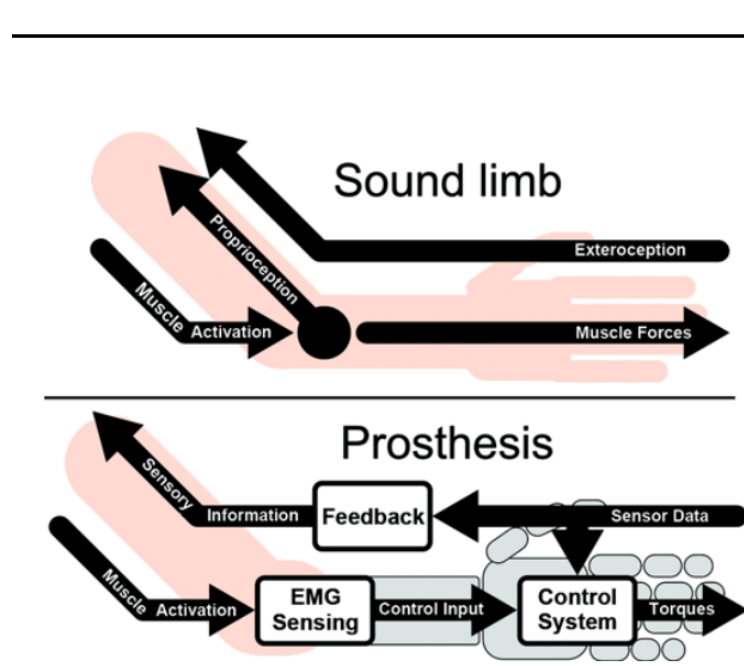 Sound limb
Exteroception
Proprioception
Muscle Activation
Muscle Forces
Prosthesis
Sensory Information
Feedback
Sensor Data
Muscle Activation
EMG
Sensing
Control Input
Control
System
Torques